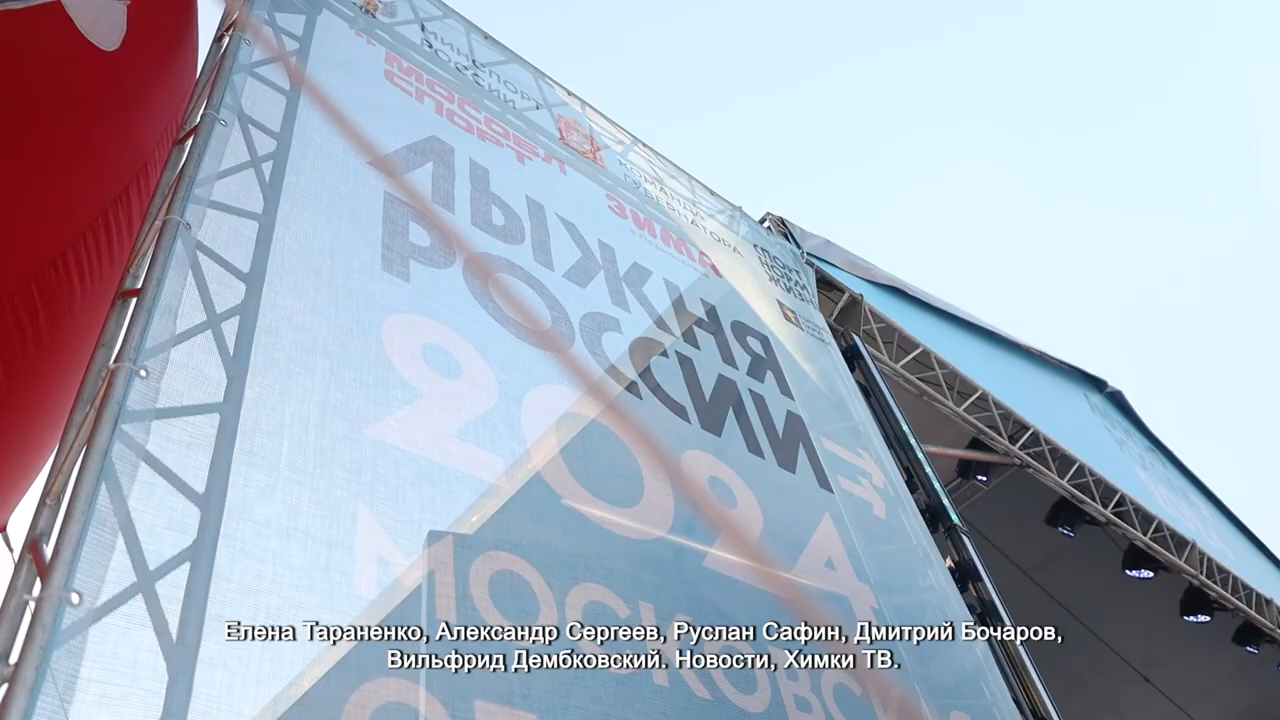 МИНСПОРТ
РОССИИ
МОСОБЛ
СПОРТ
КОМАНДА
ГУБЕРНАТОРА
ЗИМА
СПОРТ
НОРМА
ЖИЗНИ
ЛЫЖНЯ
РОССИИ
2024
МОСКОВС
Елена Тараненко, Александр Сергеев, Руслан Сафин, Дмитрий Бочаров,
Вильфрид Дембковский. Новости, Химки ТВ.